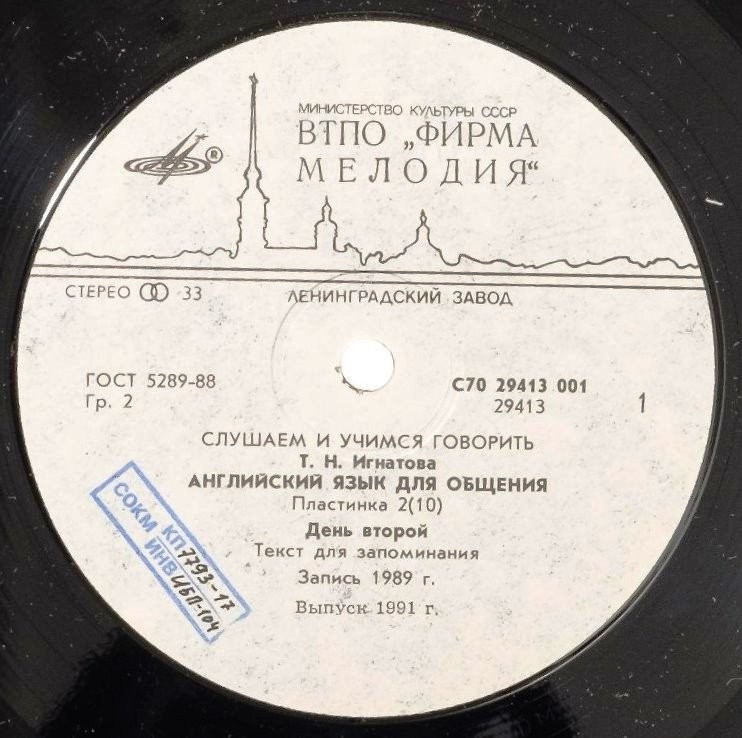 МИНИСТЕРСТВО КУЛЬТУРЫ СССР
ВТПО „ФИРМА
МЕЛОДИЯ“
®
СТЕРЕО 33
ЛЕНИНГРАДСКИЙ ЗАВОД
ГОСТ 5289-88
Гр. 2
С70 29413 001
29413
1
СЛУШАЕМ И УЧИМСЯ ГОВОРИТЬ
Т. Н. Игнатова
АНГЛИЙСКИЙ ЯЗЫК ДЛЯ ОБЩЕНИЯ
Пластинка 2(10)
День второй
Текст для запоминания
Запись 1989 г.
Выпуск 1991 г.
СОКМ КП 7793-17
ИНВ ЦБП-104